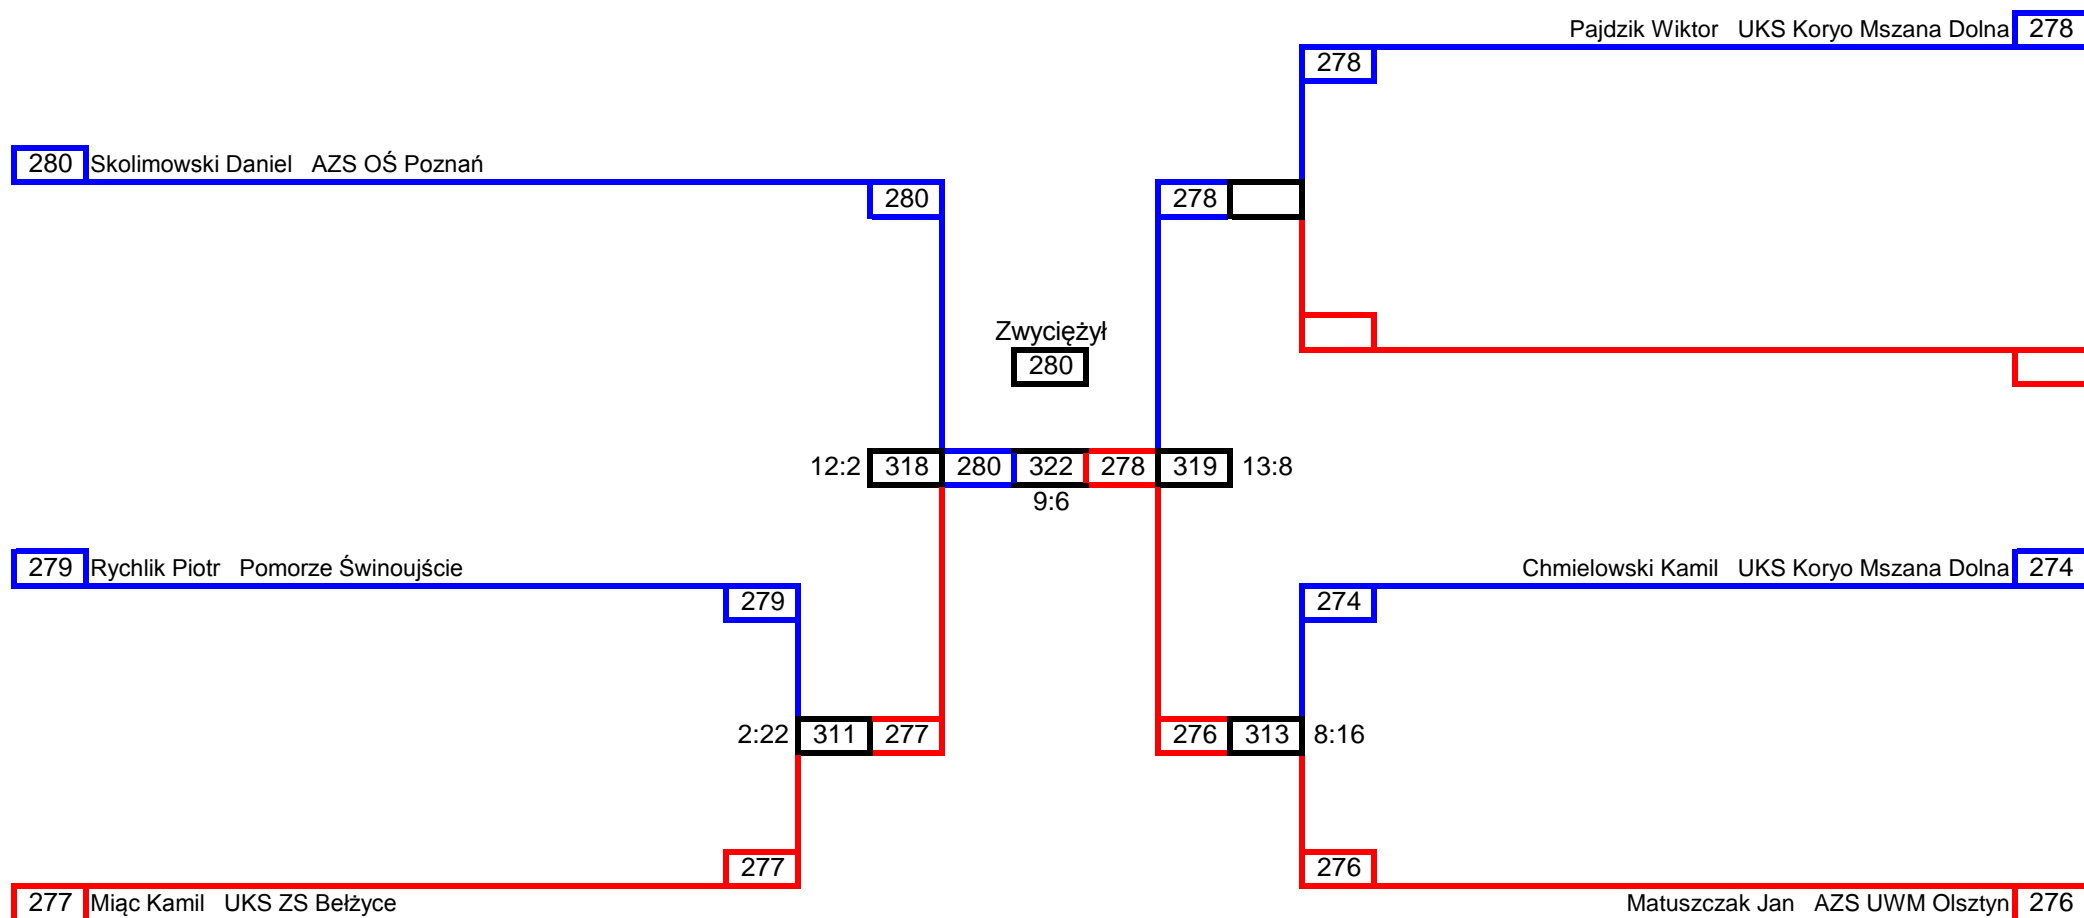 Pajdzik Wiktor UKS Koryo Mszana Dolna 278
278
280 Skolimowski Daniel AZS OŚ Poznań
280 278
Zwyciężył
280
12:2 318 280 322 278 319 13:8
9:6
279 Rychlik Piotr Pomorze Świnoujście Chmielowski Kamil UKS Koryo Mszana Dolna 274
279 274
2:22 311 277 276 313 8:16
277 276
277 Miąc Kamil UKS ZS Bełżyce Matuszczak Jan AZS UWM Olsztyn 276